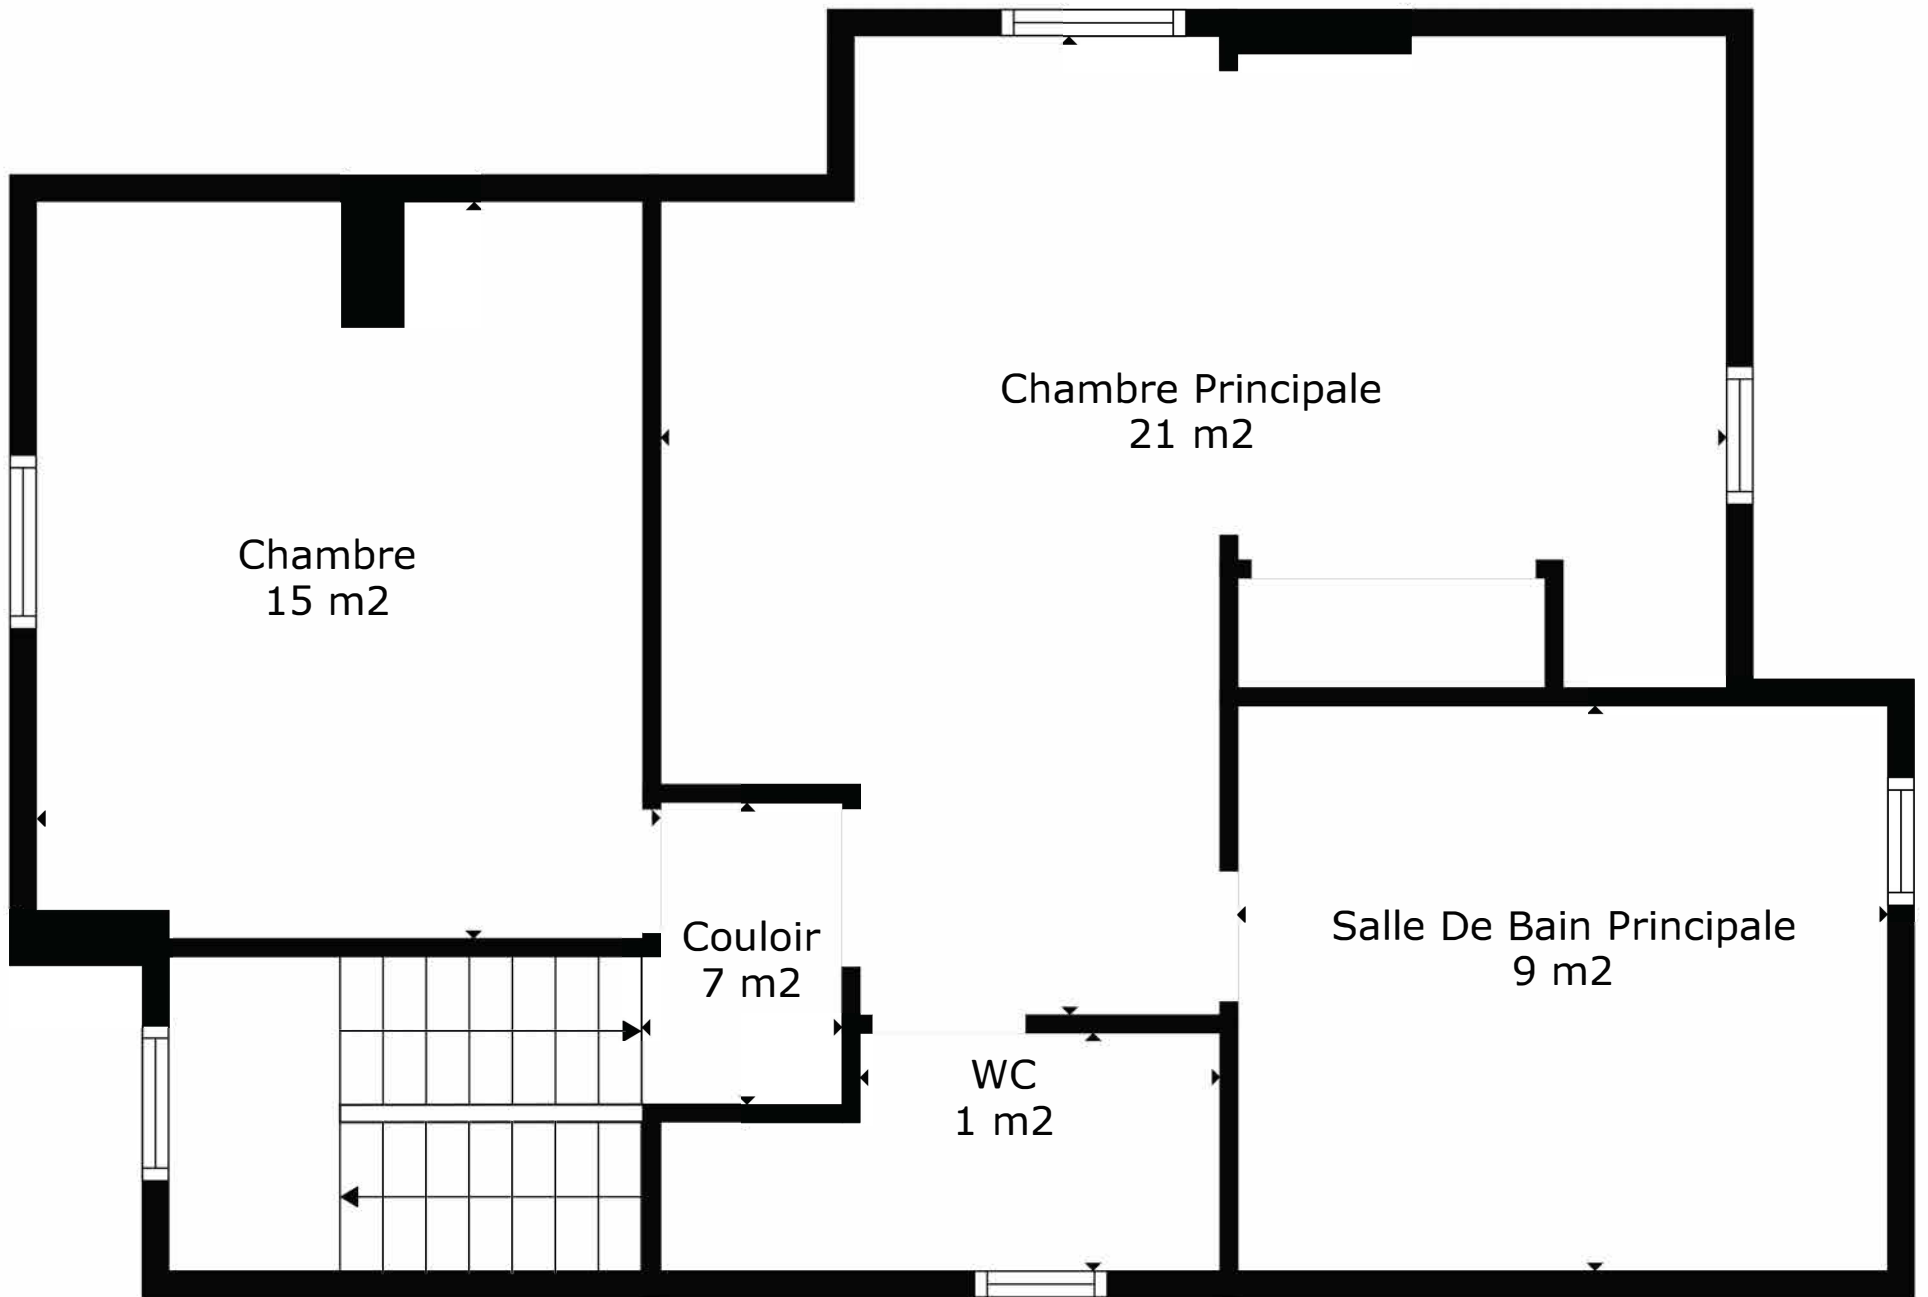 Chambre Principale
21 m2
Chambre
15 m2
Couloir
7 m2
Salle De Bain Principale
9 m2
WC
1 m2